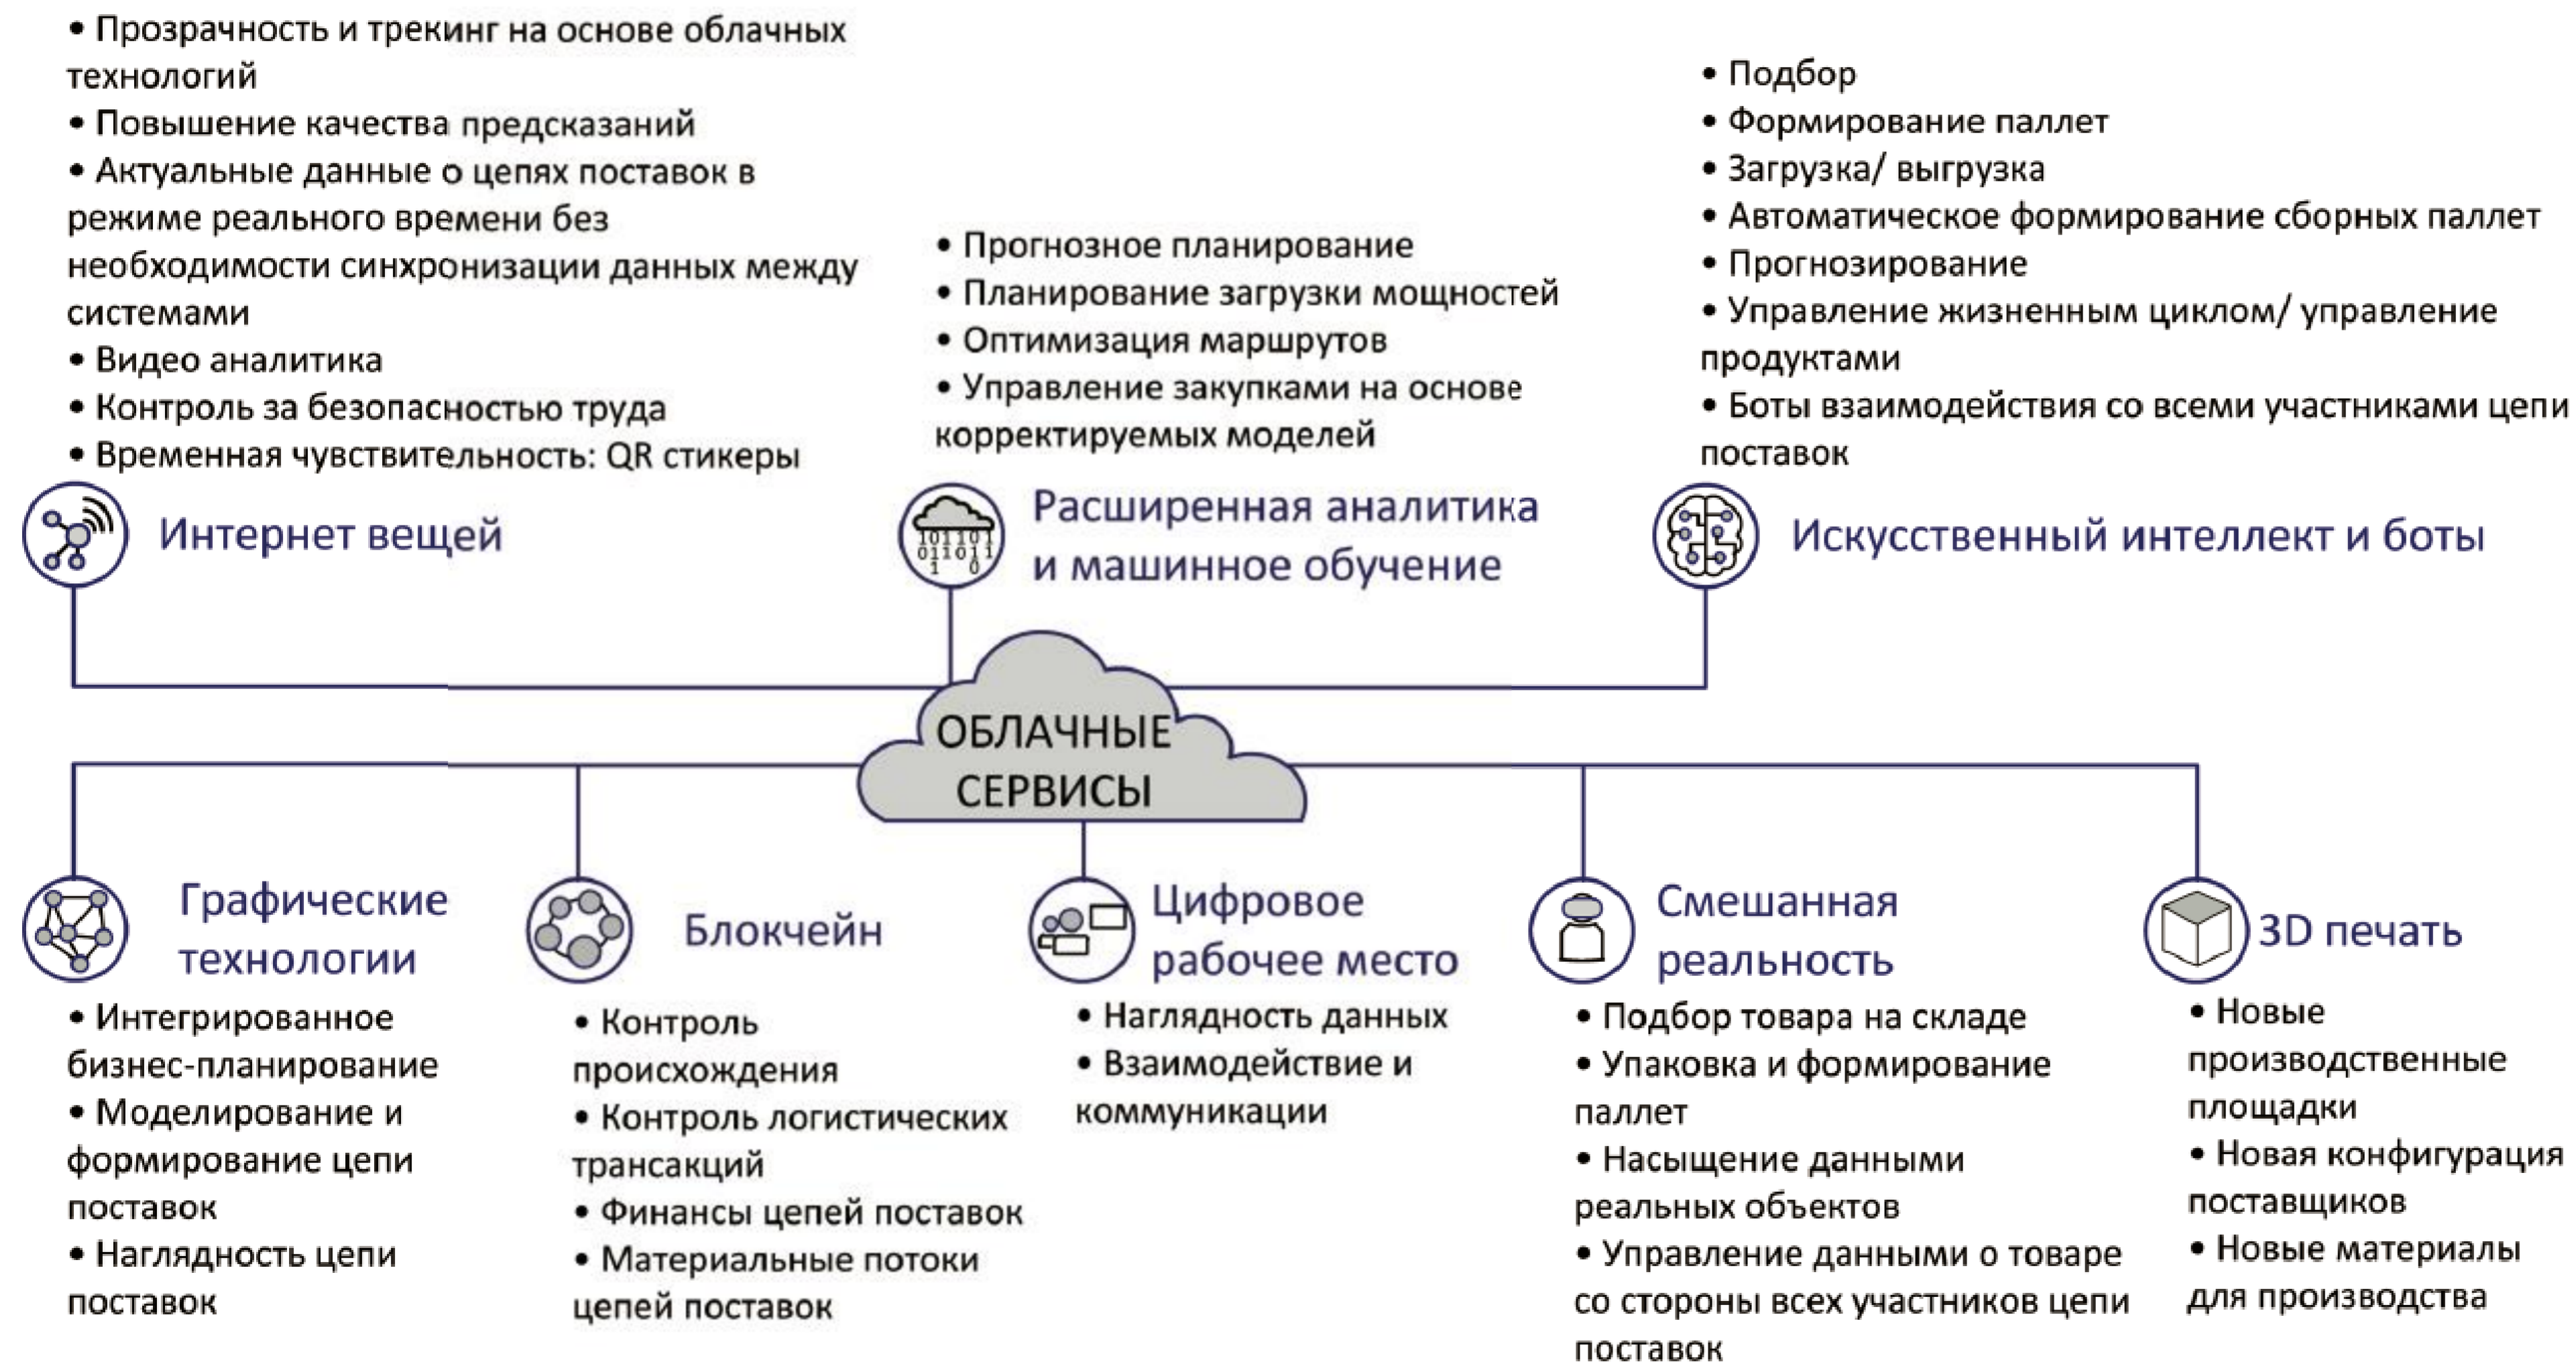 • Прозрачность и трекинг на основе облачных
технологий
• Повышение качества предсказаний
• Актуальные данные о цепях поставок в
режиме реального времени без
необходимости синхронизации данных между
системами
• Видео аналитика
• Контроль за безопасностью труда
• Временная чувствительность: QR стикеры
Интернет вещей
• Прогнозное планирование
• Планирование загрузки мощностей
• Оптимизация маршрутов
• Управление закупками на основе
корректируемых моделей
Расширенная аналитика
и машинное обучение
101101
011011
1 0
• Подбор
• Формирование паллет
• Загрузка/ выгрузка
• Автоматическое формирование сборных паллет
• Прогнозирование
• Управление жизненным циклом/ управление
продуктами
• Боты взаимодействия со всеми участниками цепи
поставок
Искусственный интеллект и боты
ОБЛАЧНЫЕ
СЕРВИСЫ
Графические
технологии
• Интегрированное
бизнес-планирование
• Моделирование и
формирование цепи
поставок
• Наглядность цепи
поставок
Блокчейн
• Контроль
происхождения
• Контроль логистических
трансакций
• Финансы цепей поставок
• Материальные потоки
цепей поставок
Цифровое
рабочее место
• Наглядность данных
• Взаимодействие и
коммуникации
Смешанная
реальность
• Подбор товара на складе
• Упаковка и формирование
паллет
• Насыщение данными
реальных объектов
• Управление данными о товаре
со стороны всех участников цепи
поставок
3D печать
• Новые
производственные
площадки
• Новая конфигурация
поставщиков
• Новые материалы
для производства